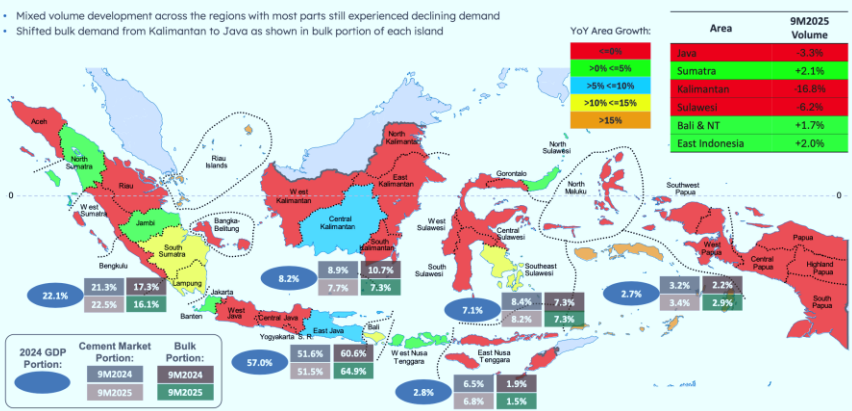 • Mixed volume development across the regions with most parts still experienced declining demand
• Shifted bulk demand from Kalimantan to Java as shown in bulk portion of each island
YoY Area Growth:
<=0%
>0% <=5%
>5% <=10%
>10% <=15%
>15%
Area 9M2025 Volume
Java -3.3%
Sumatra +2.1%
Kalimantan -16.8%
Sulawesi -6.2%
Bali & NT +1.7%
East Indonesia +2.0%
Aceh
North Sumatra
Riau
Riau Islands
West Sumatra
Jambi
Bangka-Belitung
South Sumatra
Bengkulu
Lampung
0
North Kalimantan
West Kalimantan
East Kalimantan
Central Kalimantan
South Kalimantan
Gorontalo
North Sulawesi
West Sulawesi
Central Sulawesi
South Sulawesi
Southeast Sulawesi
North Maluku
Southwest Papua
West Papua
Papua
Central Papua
Highland Papua
South Papua
0
Jakarta
Banten
West Java
Central Java
Yogyakarta S. R.
East Java
Bali
West Nusa Tenggara
East Nusa Tenggara
22.1%
21.3% 17.3%
22.5% 16.1%
8.2%
8.9% 10.7%
7.7% 7.3%
7.1%
8.4% 7.3%
8.2% 7.3%
2.7%
3.2% 2.2%
3.4% 2.9%
57.0%
51.6% 60.6%
51.5% 64.9%
2.8%
6.5% 1.9%
6.8% 1.5%
2024 GDP Portion:
Cement Market Portion:
9M2024
9M2025
Bulk Portion:
9M2024
9M2025